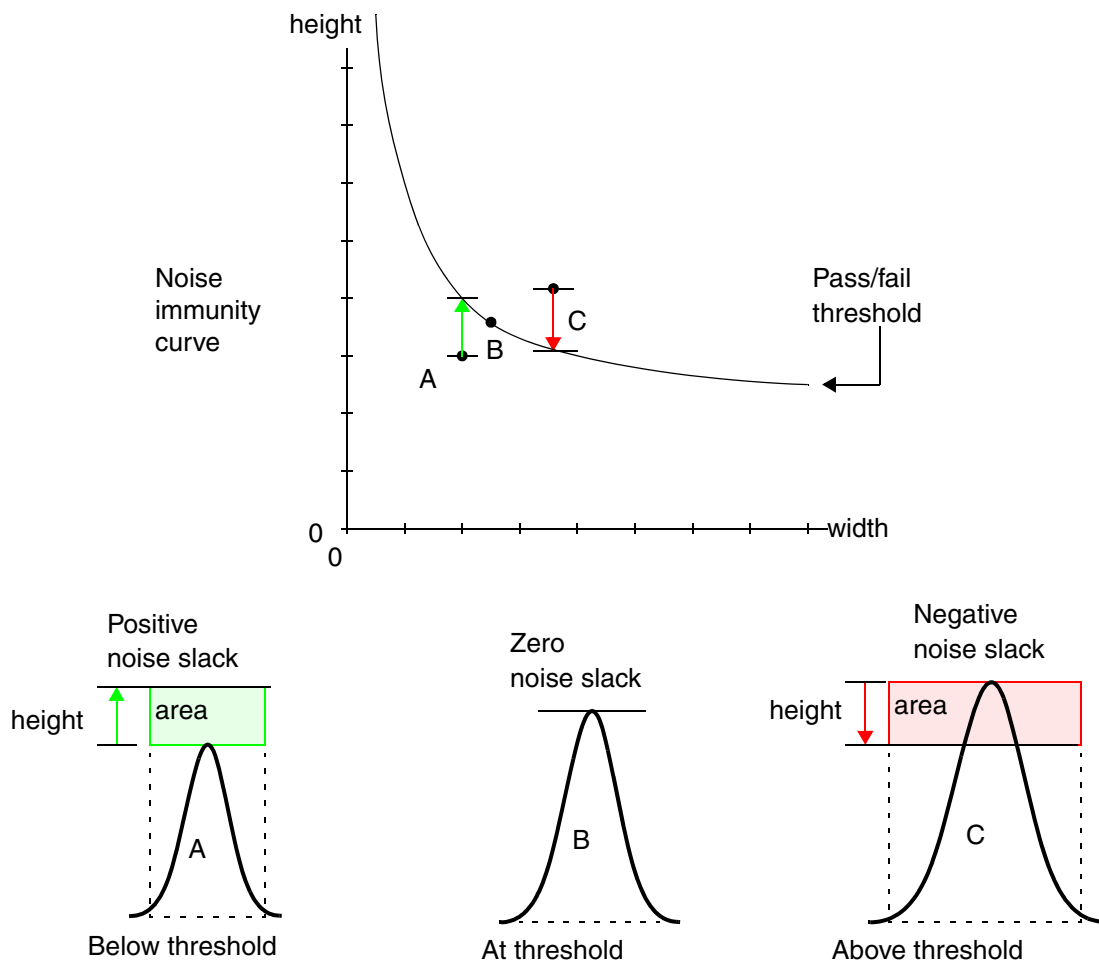 height
Noise
immunity
curve
Pass/fail
threshold
C
B
A
0
width
0
Positive
noise slack
height
area
A
Below threshold
Zero
noise slack
B
At threshold
Negative
noise slack
height
area
C
Above threshold